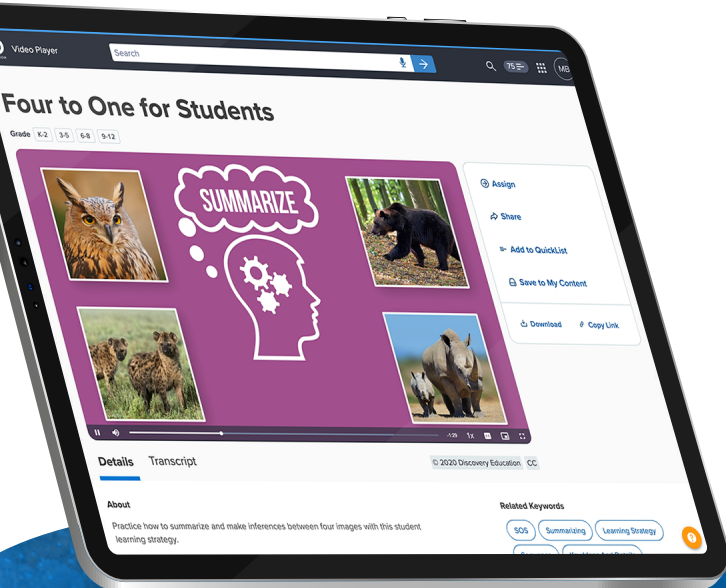 Video Player
Search
75
MB
Four to One for Students
Grade K-2 3-5 6-8 9-12
SUMMARIZE
Assign
Share
Add to QuickList
Save to My Content
Download Copy Link
-1:29 1x
Details Transcript
© 2020 Discovery Education CC
About
Practice how to summarize and make inferences between four images with this student
learning strategy.
Related Keywords
SOS Summarizing Learning Strategy